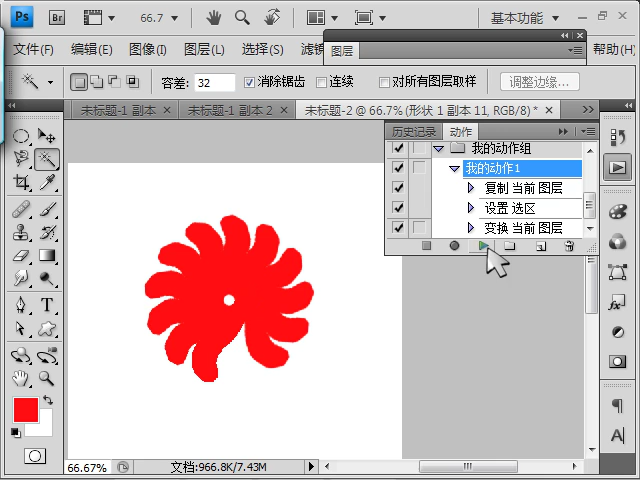 Ps Br 66.7 基本功能
文件(F) 编辑(E) 图像(I) 图层(L) 选择(S) 滤镜 图层 帮助(H)
容差: 32 消除锯齿 连续 对所有图层取样 调整边缘...
未标题-1 副本 × 未标题-1 副本 2 × 未标题-2 @ 66.7% (形状 1 副本 11, RGB/8) * ×
历史记录 动作
我的动作组
我的动作1
复制 当前 图层
设置 选区
变换 当前 图层
66.67% 文档:966.8K/7.43M